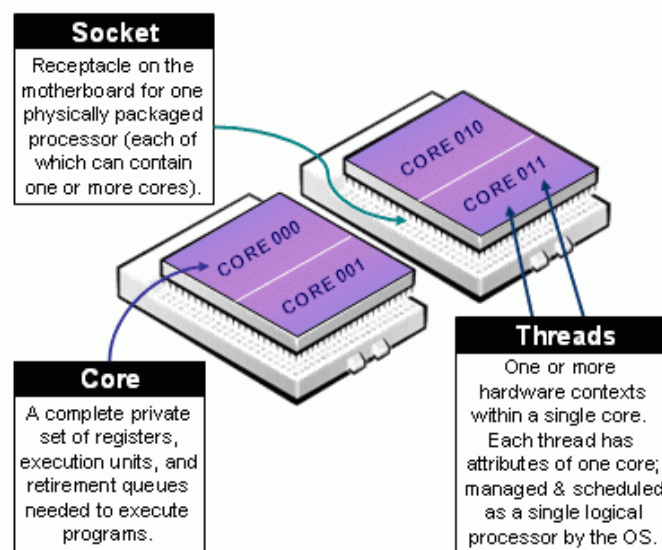 Socket
Receptacle on the
motherboard for one
physically packaged
processor (each of
which can contain
one or more cores).
CORE 010
CORE 011
CORE 000
CORE 001
Core
A complete private
set of registers,
execution units, and
retirement queues
needed to execute
programs.
Threads
One or more
hardware contexts
within a single core.
Each thread has
attributes of one core;
managed & scheduled
as a single logical
processor by the OS.